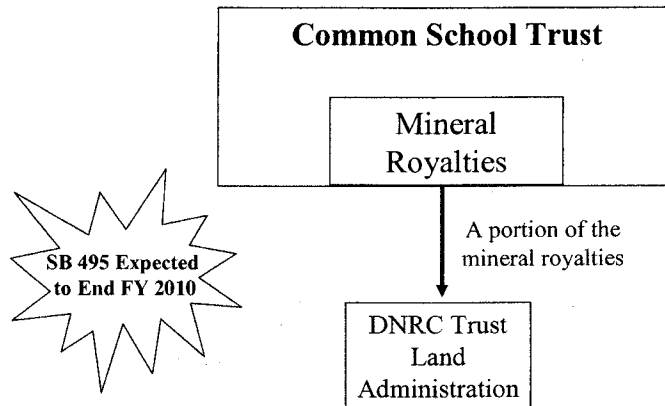 Common School Trust
Mineral
Royalties
A portion of the
mineral royalties
SB 495 Expected
to End FY 2010
DNRC Trust
Land
Administration